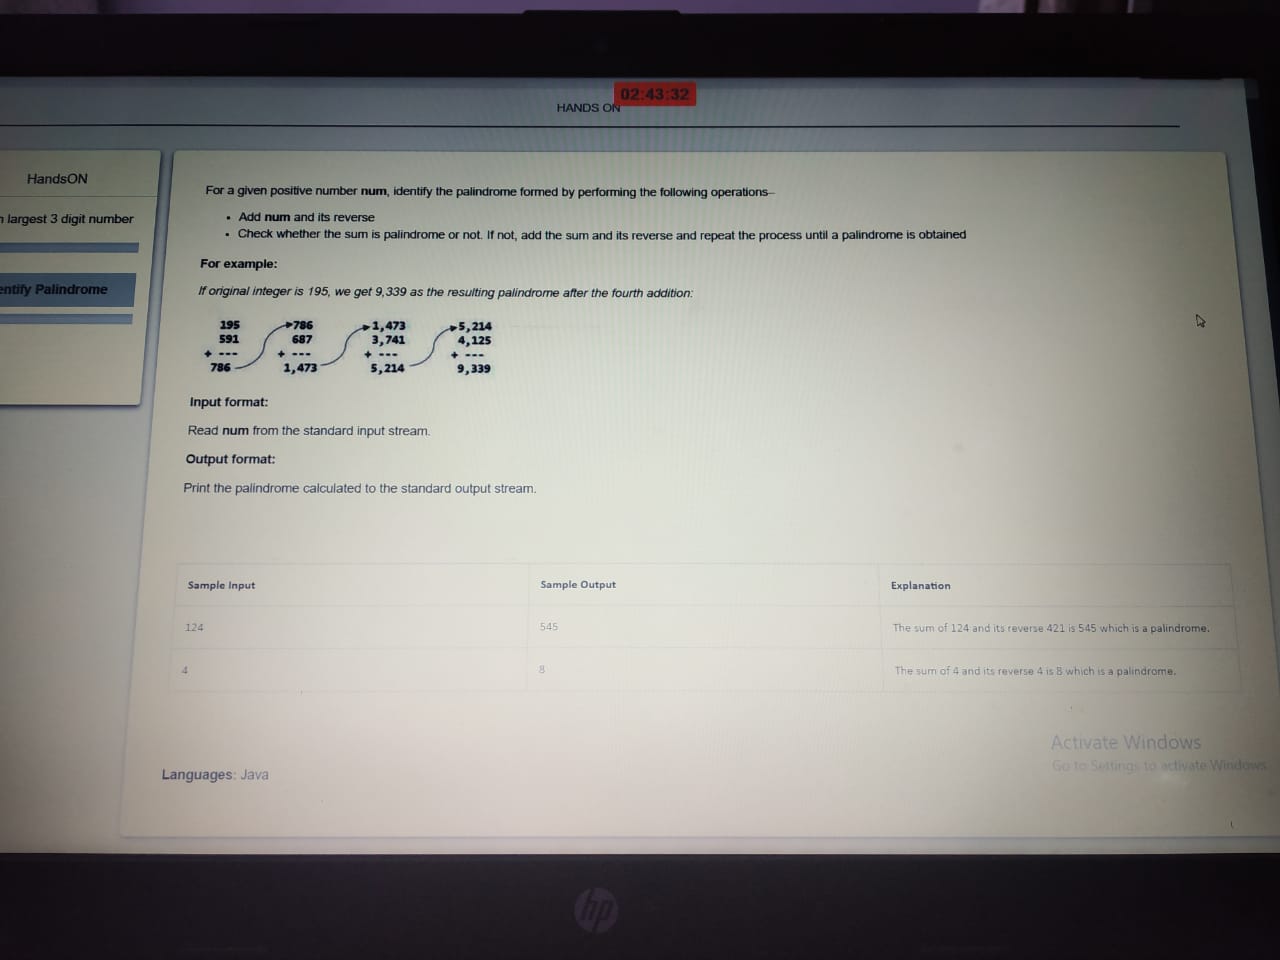 02:43:32
HANDS ON
HandsON
largest 3 digit number
entify Palindrome
For a given positive number num, identify the palindrome formed by performing the following operations–
• Add num and its reverse
• Check whether the sum is palindrome or not. If not, add the sum and its reverse and repeat the process until a palindrome is obtained
For example:
If original integer is 195, we get 9,339 as the resulting palindrome after the fourth addition:
195 786 1,473 5,214
591 687 3,741 4,125
+ --- + --- + --- + ---
786 1,473 5,214 9,339
Input format:
Read num from the standard input stream.
Output format:
Print the palindrome calculated to the standard output stream.
Sample Input Sample Output Explanation
124 545 The sum of 124 and its reverse 421 is 545 which is a palindrome.
4 8 The sum of 4 and its reverse 4 is 8 which is a palindrome.
Activate Windows
Go to Settings to activate Windows.
Languages: Java
hp